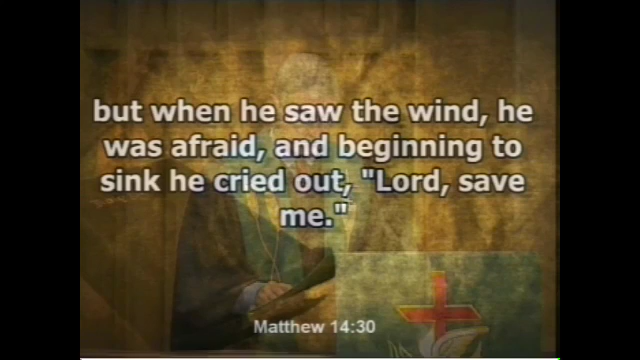 but when he saw the wind, he
was afraid, and beginning to
sink he cried out, "Lord, save
me."
Matthew 14:30